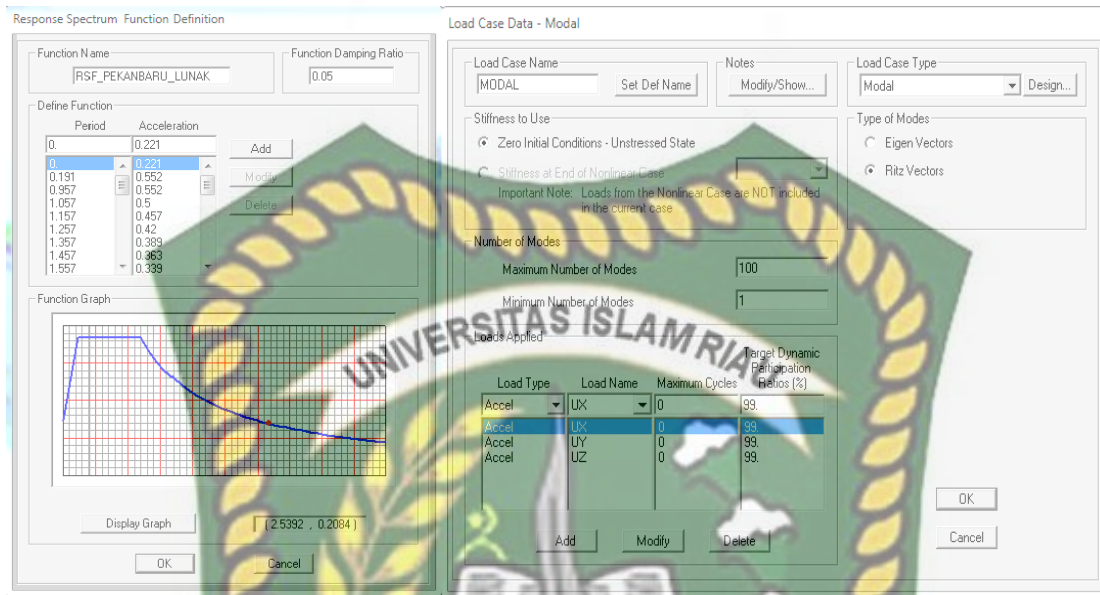 Response Spectrum Function Definition
Function Name
RSF_PEKANBARU_LUNAK
Function Damping Ratio
0.05
Define Function
Period Acceleration
0. 0.221
0. 0.221
0.191 0.552
0.957 0.552
1.057 0.5
1.157 0.457
1.257 0.42
1.357 0.389
1.457 0.363
1.557 0.339
Add
Modify
Delete
Function Graph
Display Graph
( 2.5392 , 0.2084 )
OK
Cancel
Load Case Data - Modal
Load Case Name
MODAL
Set Def Name
Notes
Modify/Show...
Load Case Type
Modal
Design...
Stiffness to Use
Zero Initial Conditions - Unstressed State
Stiffness at End of Nonlinear Case
Important Note: Loads from the Nonlinear Case are NOT included
in the current case
Type of Modes
Eigen Vectors
Ritz Vectors
Number of Modes
Maximum Number of Modes 100
Minimum Number of Modes 1
Loads Applied
Load Type Load Name Maximum Cycles Target Dynamic
Participation
Ratios (%)
Accel UX 0 99.
Accel UX 0 99.
Accel UY 0 99.
Accel UZ 0 99.
Add
Modify
Delete
OK
Cancel
UNIVERSITAS ISLAM RIAU